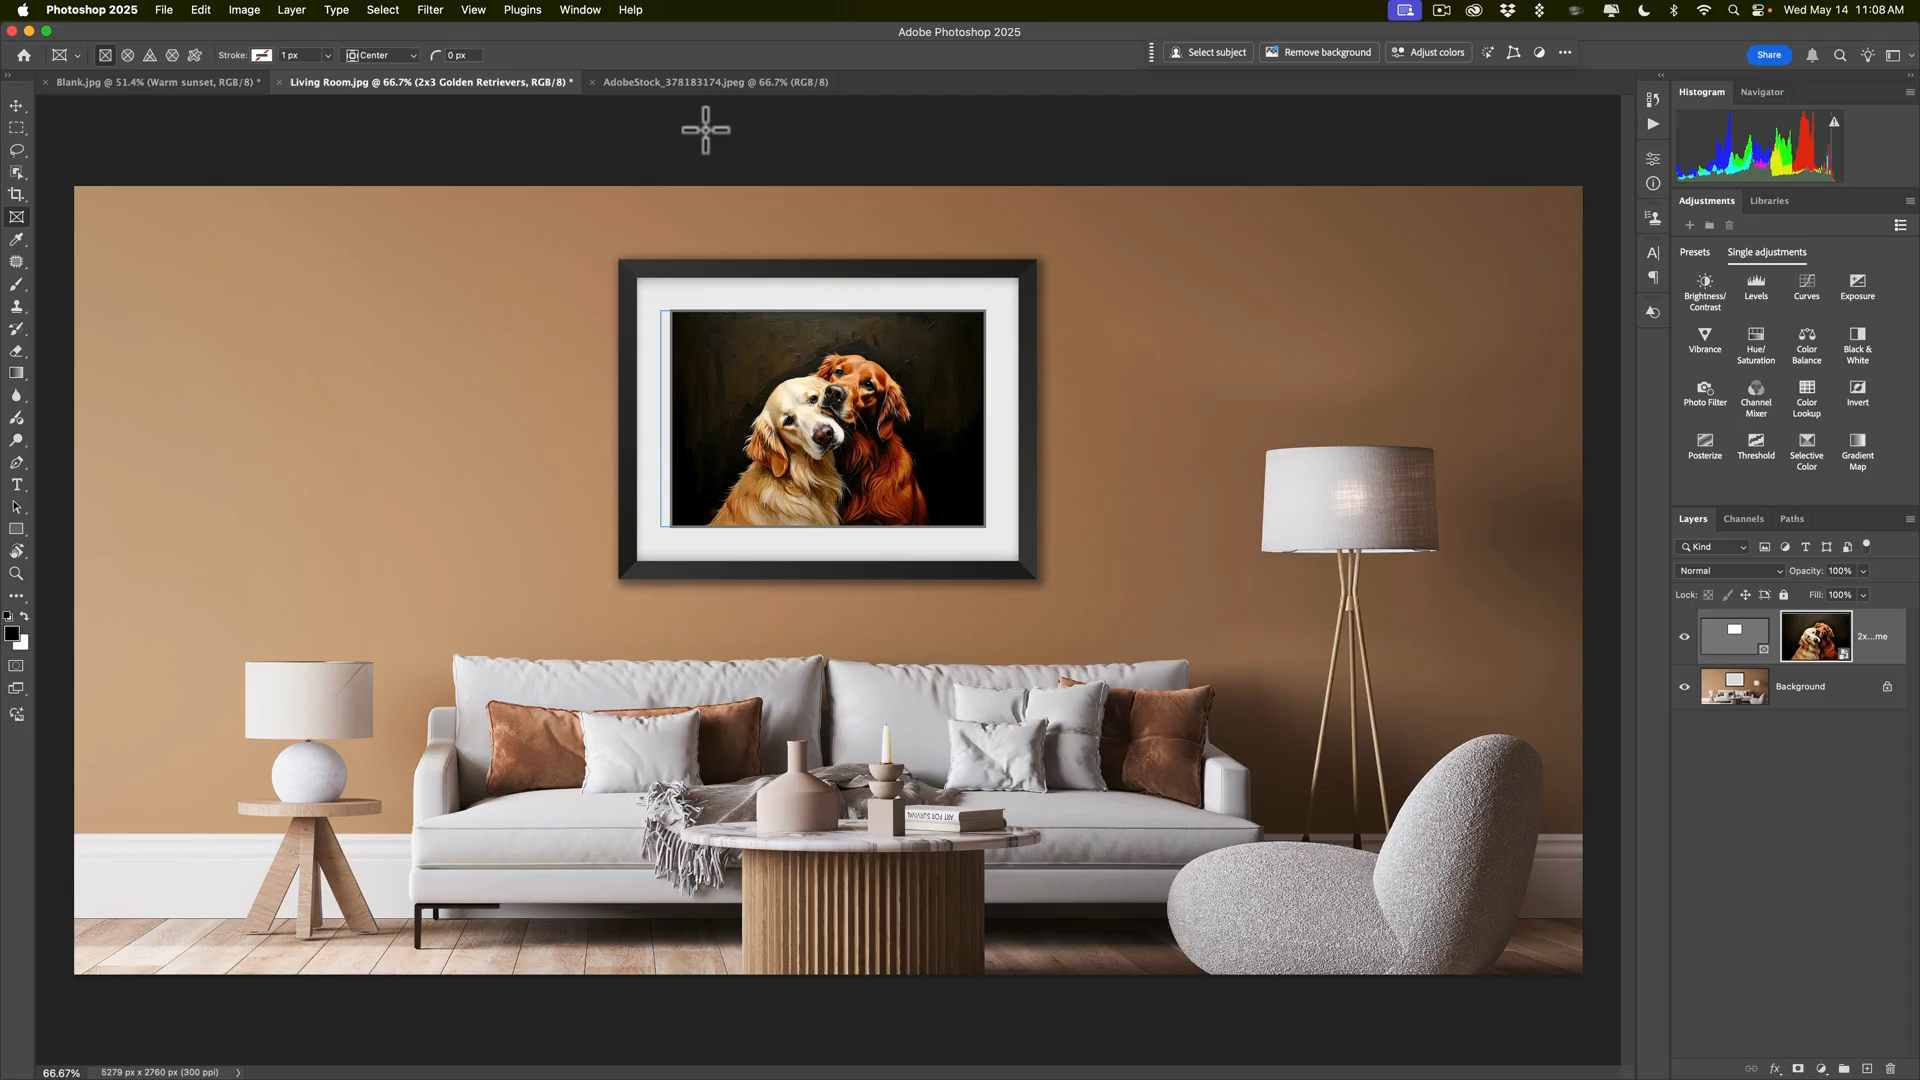 Photoshop 2025 File Edit Image Layer Type Select Filter View Plugins Window Help Wed May 14 11:08 AM
Adobe Photoshop 2025
Stroke: 1 px Center 0 px Select subject Remove background Adjust colors Share
Blank.jpg @ 51.4% (Warm sunset, RGB/8) * Living Room.jpg @ 66.7% (2x3 Golden Retrievers, RGB/8) * AdobeStock_378183174.jpeg @ 66.7% (RGB/8)
Histogram Navigator
Adjustments Libraries
Presets Single adjustments
Brightness/
Contrast
Levels
Curves
Exposure
Vibrance
Hue/
Saturation
Color
Balance
Black &
White
Photo Filter
Channel
Mixer
Color
Lookup
Invert
Posterize
Threshold
Selective
Color
Gradient
Map
Layers Channels Paths
Kind
Normal Opacity: 100%
Lock: Fill: 100%
2x...me
Background
ART FOR SURVIVAL
66.67% 5279 px x 2760 px (300 ppi)